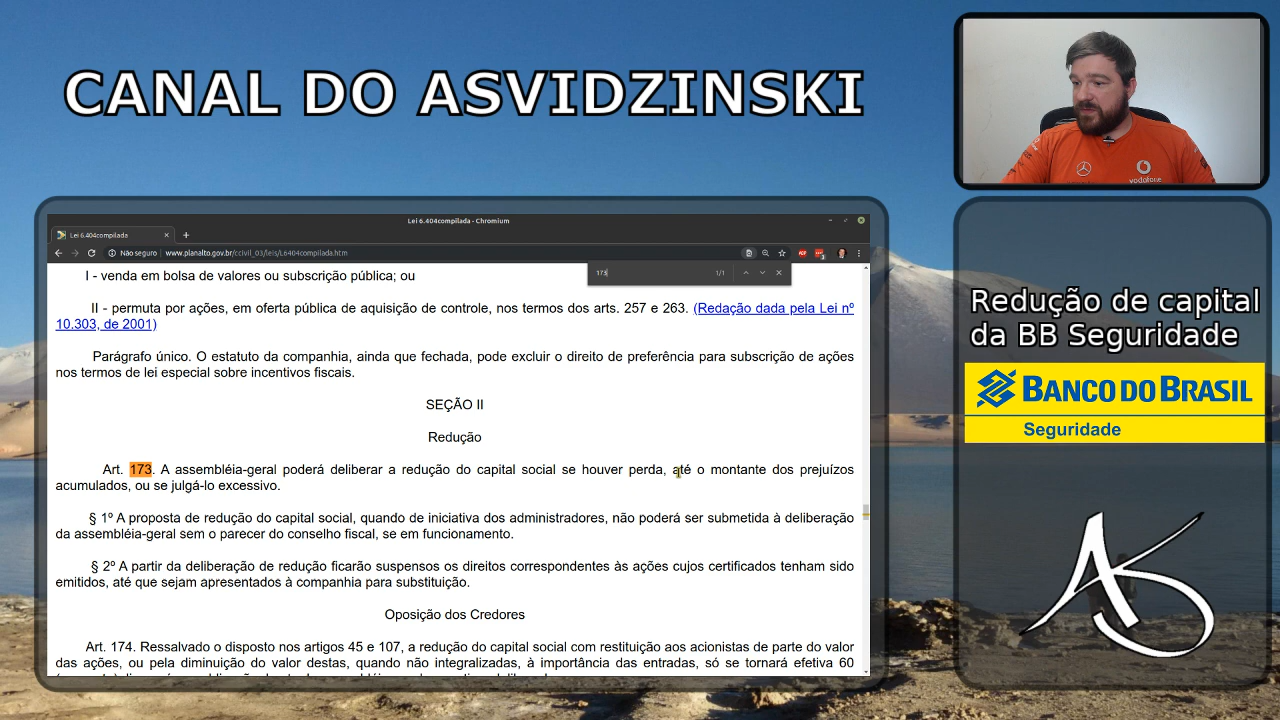 CANAL DO ASVIDZINSKI
Lei 6.404compilada - Chromium
Lei 6.404compilada
Não seguro
www.planalto.gov.br/ccivil_03/leis/L6404compilada.htm
173
1/1
I - venda em bolsa de valores ou subscrição pública; ou
II - permuta por ações, em oferta pública de aquisição de controle, nos termos dos arts. 257 e 263. (Redação dada pela Lei nº
10.303, de 2001)
Parágrafo único. O estatuto da companhia, ainda que fechada, pode excluir o direito de preferência para subscrição de ações
nos termos de lei especial sobre incentivos fiscais.
SEÇÃO II
Redução
Art. 173. A assembléia-geral poderá deliberar a redução do capital social se houver perda, até o montante dos prejuízos
acumulados, ou se julgá-lo excessivo.
§ 1º A proposta de redução do capital social, quando de iniciativa dos administradores, não poderá ser submetida à deliberação
da assembléia-geral sem o parecer do conselho fiscal, se em funcionamento.
§ 2º A partir da deliberação de redução ficarão suspensos os direitos correspondentes às ações cujos certificados tenham sido
emitidos, até que sejam apresentados à companhia para substituição.
Oposição dos Credores
Art. 174. Ressalvado o disposto nos artigos 45 e 107, a redução do capital social com restituição aos acionistas de parte do valor
das ações, ou pela diminuição do valor destas, quando não integralizadas, à importância das entradas, só se tornará efetiva 60
vodafone
Redução de capital
da BB Seguridade
BANCO DO BRASIL
Seguridade
AS